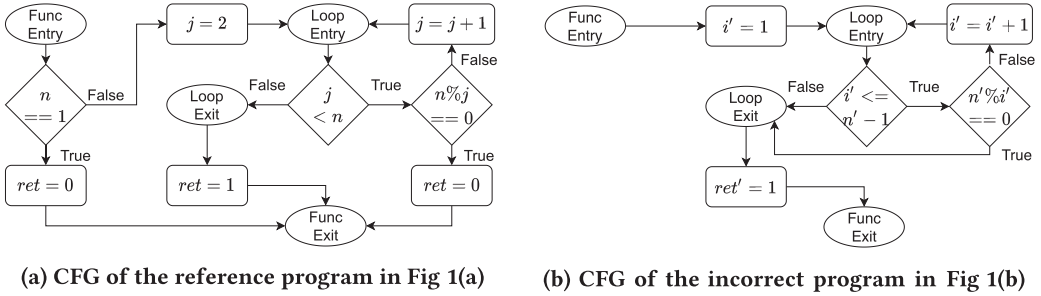 Func
Entry
j = 2
Loop
Entry
j = j + 1
False
n
== 1
False
Loop
Exit
False
j
< n
True
n%j
== 0
True
True
ret = 0
ret = 1
ret = 0
Func
Exit
(a) CFG of the reference program in Fig 1(a)
Func
Entry
i′ = 1
Loop
Entry
i′ = i′ + 1
False
Loop
Exit
False
i′ <=
n′ − 1
True
n′%i′
== 0
True
ret′ = 1
Func
Exit
(b) CFG of the incorrect program in Fig 1(b)